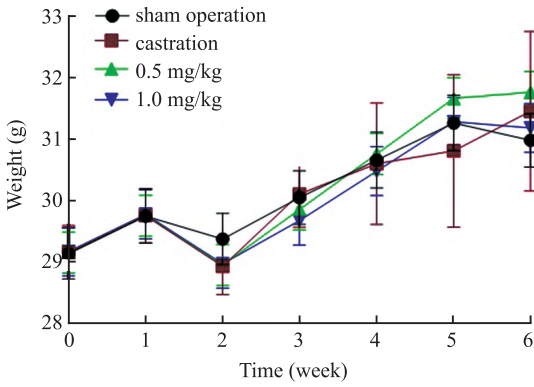 sham operation
castration
0.5 mg/kg
1.0 mg/kg
Weight (g)
33
32
31
30
29
28
0 1 2 3 4 5 6
Time (week)